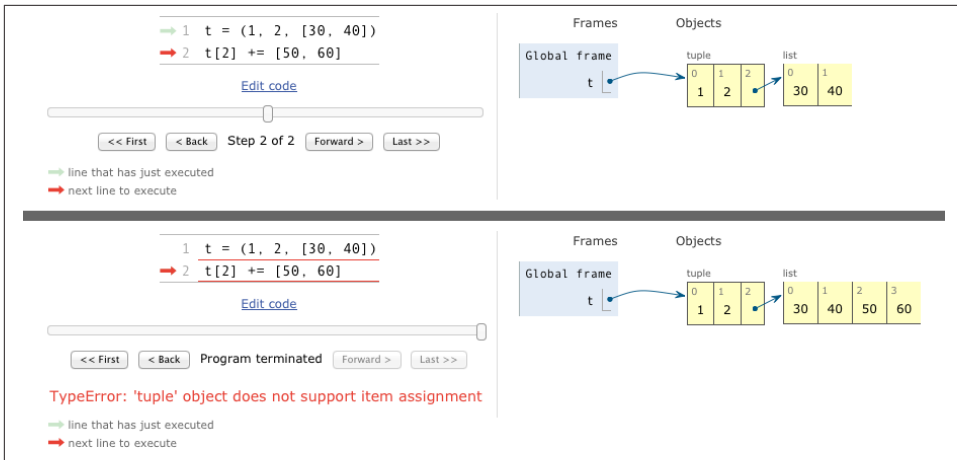 Frames Objects
1 t = (1, 2, [30, 40])
2 t[2] += [50, 60]
Edit code
<< First < Back Step 2 of 2 Forward > Last >>
line that has just executed
next line to execute
Global frame
t
tuple
0 1 2
1 2
list
0 1
30 40
Frames Objects
1 t = (1, 2, [30, 40])
2 t[2] += [50, 60]
Edit code
<< First < Back Program terminated Forward > Last >>
TypeError: 'tuple' object does not support item assignment
line that has just executed
next line to execute
Global frame
t
tuple
0 1 2
1 2
list
0 1 2 3
30 40 50 60